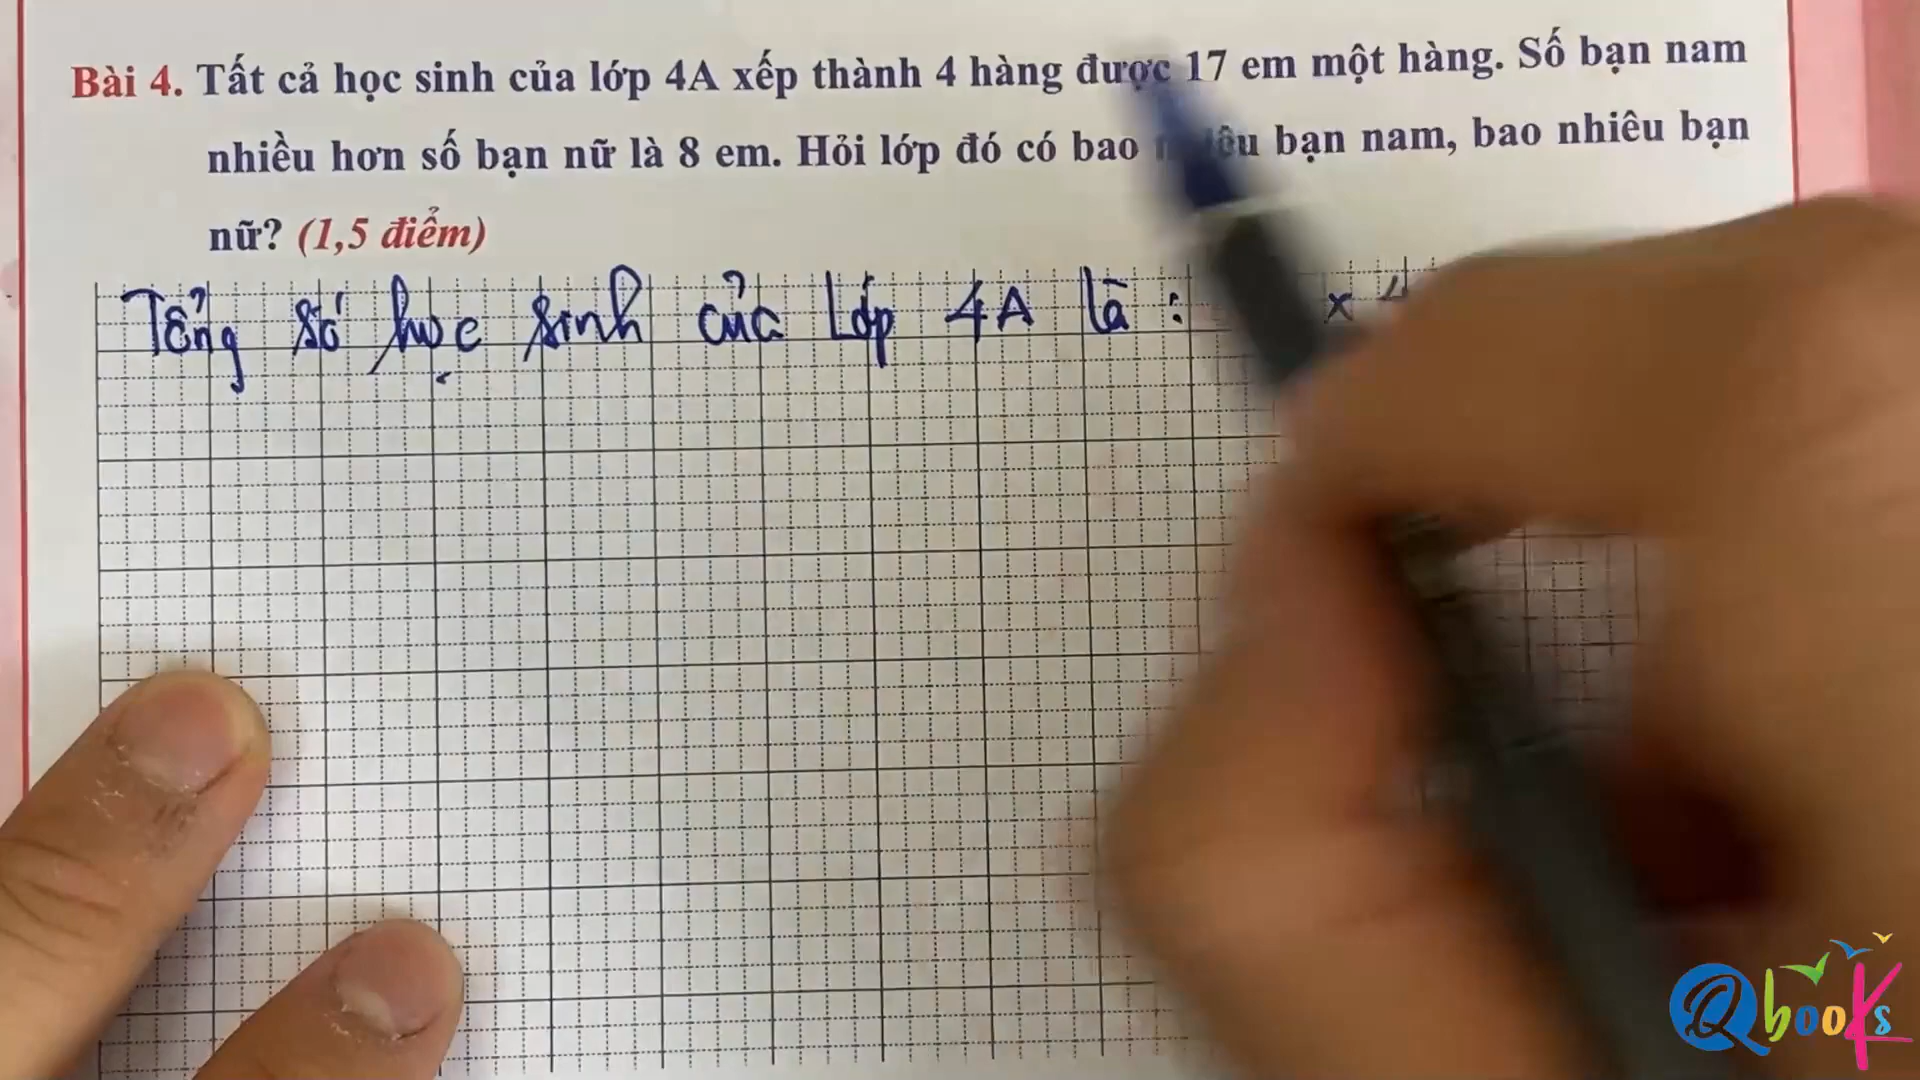 Bài 4. Tất cả học sinh của lớp 4A xếp thành 4 hàng được 17 em một hàng. Số bạn nam
nhiều hơn số bạn nữ là 8 em. Hỏi lớp đó có bao bạn nam, bao nhiêu bạn
nữ? (1,5 điểm)
Tổng số học sinh của lớp 4A là : x 4
Qbooks